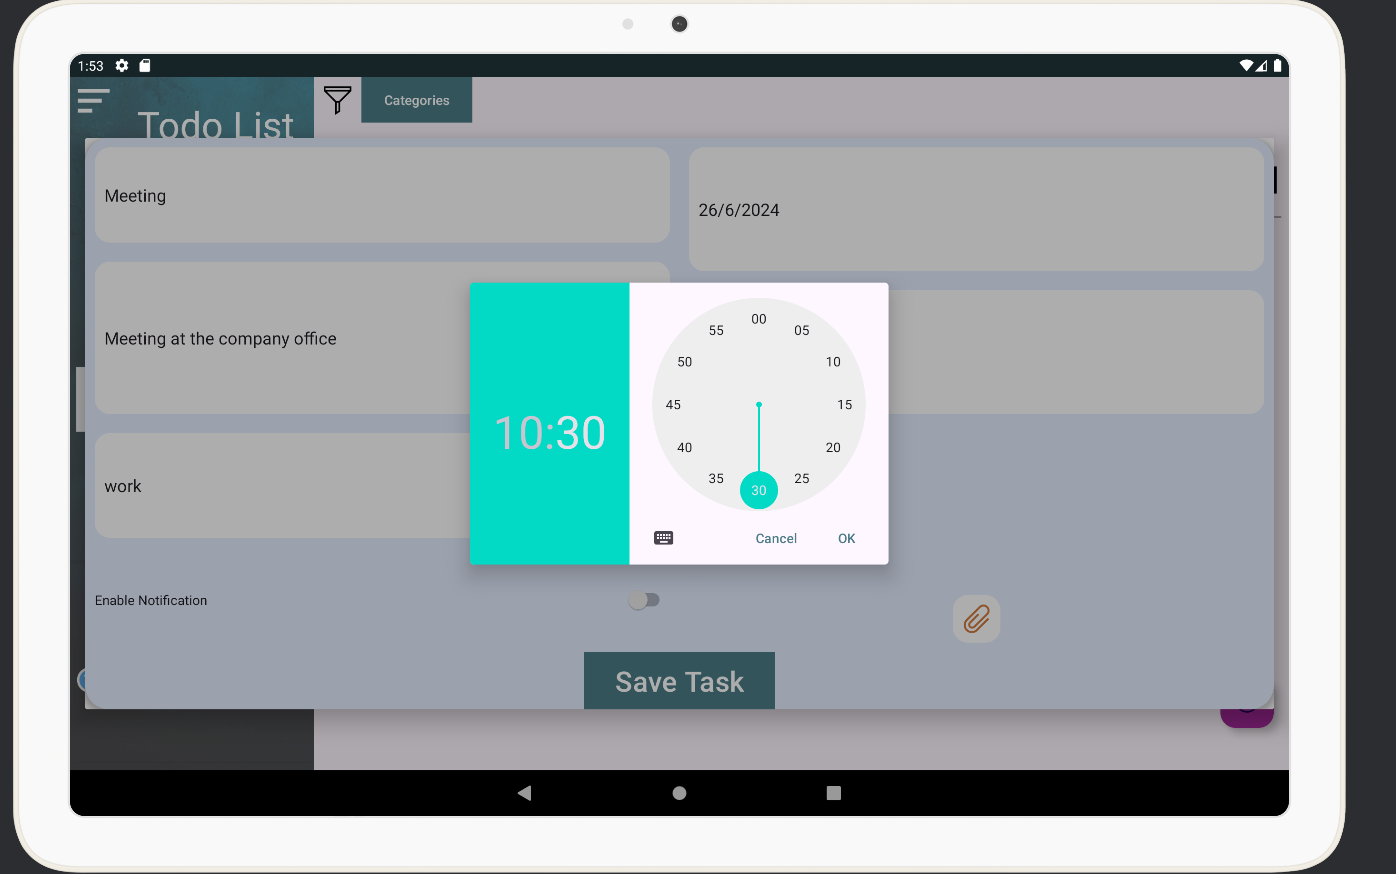 1:53
Categories
Todo List
Meeting
26/6/2024
Meeting at the company office
work
10:30
00
05
10
15
20
25
30
35
40
45
50
55
Cancel
OK
Enable Notification
Save Task